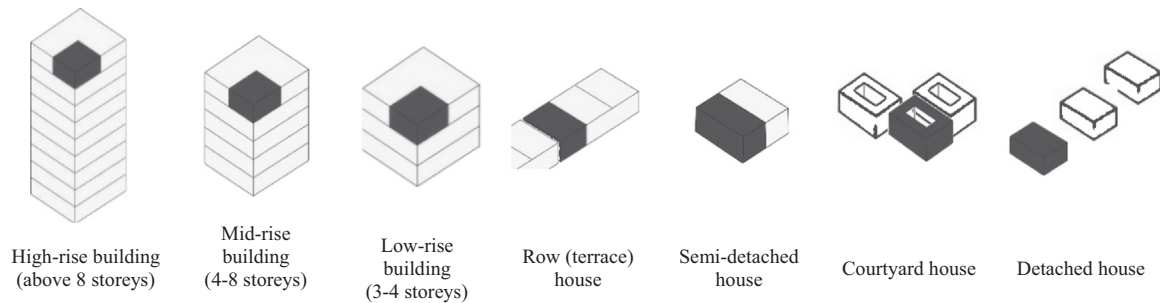 High-rise building
(above 8 storeys)
Mid-rise
building
(4-8 storeys)
Low-rise
building
(3-4 storeys)
Row (terrace)
house
Semi-detached
house
Courtyard house
Detached house